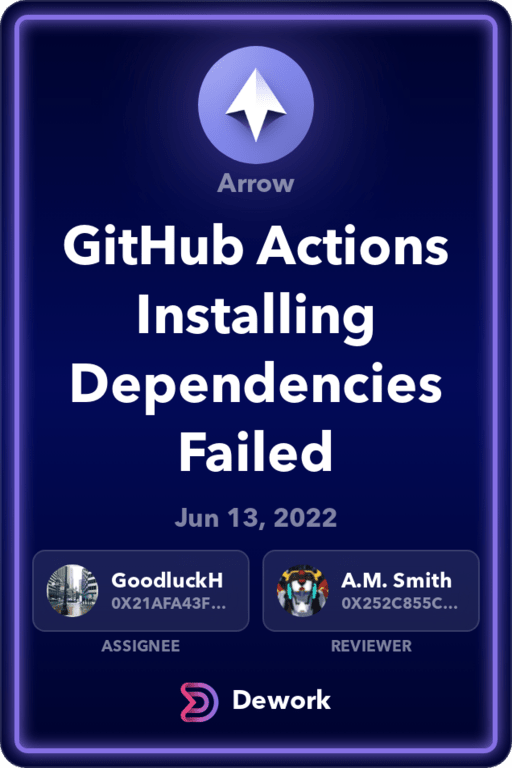 Arrow
GitHub Actions
Installing
Dependencies
Failed
Jun 13, 2022
GoodluckH
0X21AFA43F...
A.M. Smith
0X252C855C...
ASSIGNEE
REVIEWER
Dework